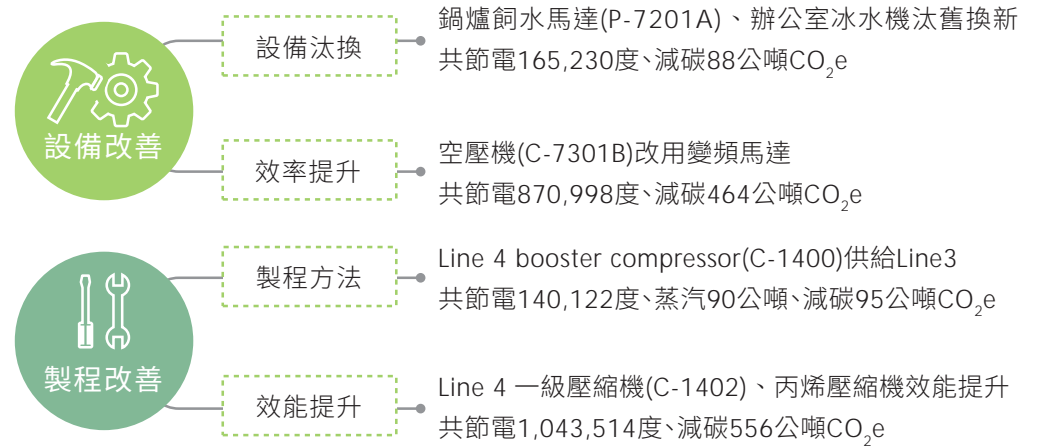 設備改善
設備汰換
鍋爐飼水馬達(P-7201A)、辦公室冰水機汰舊換新
共節電165,230度、減碳88公噸CO₂e
效率提升
空壓機(C-7301B)改用變頻馬達
共節電870,998度、減碳464公噸CO₂e
製程改善
製程方法
Line 4 booster compressor(C-1400)供給Line3
共節電140,122度、蒸汽90公噸、減碳95公噸CO₂e
效能提升
Line 4 一級壓縮機(C-1402)、丙烯壓縮機效能提升
共節電1,043,514度、減碳556公噸CO₂e